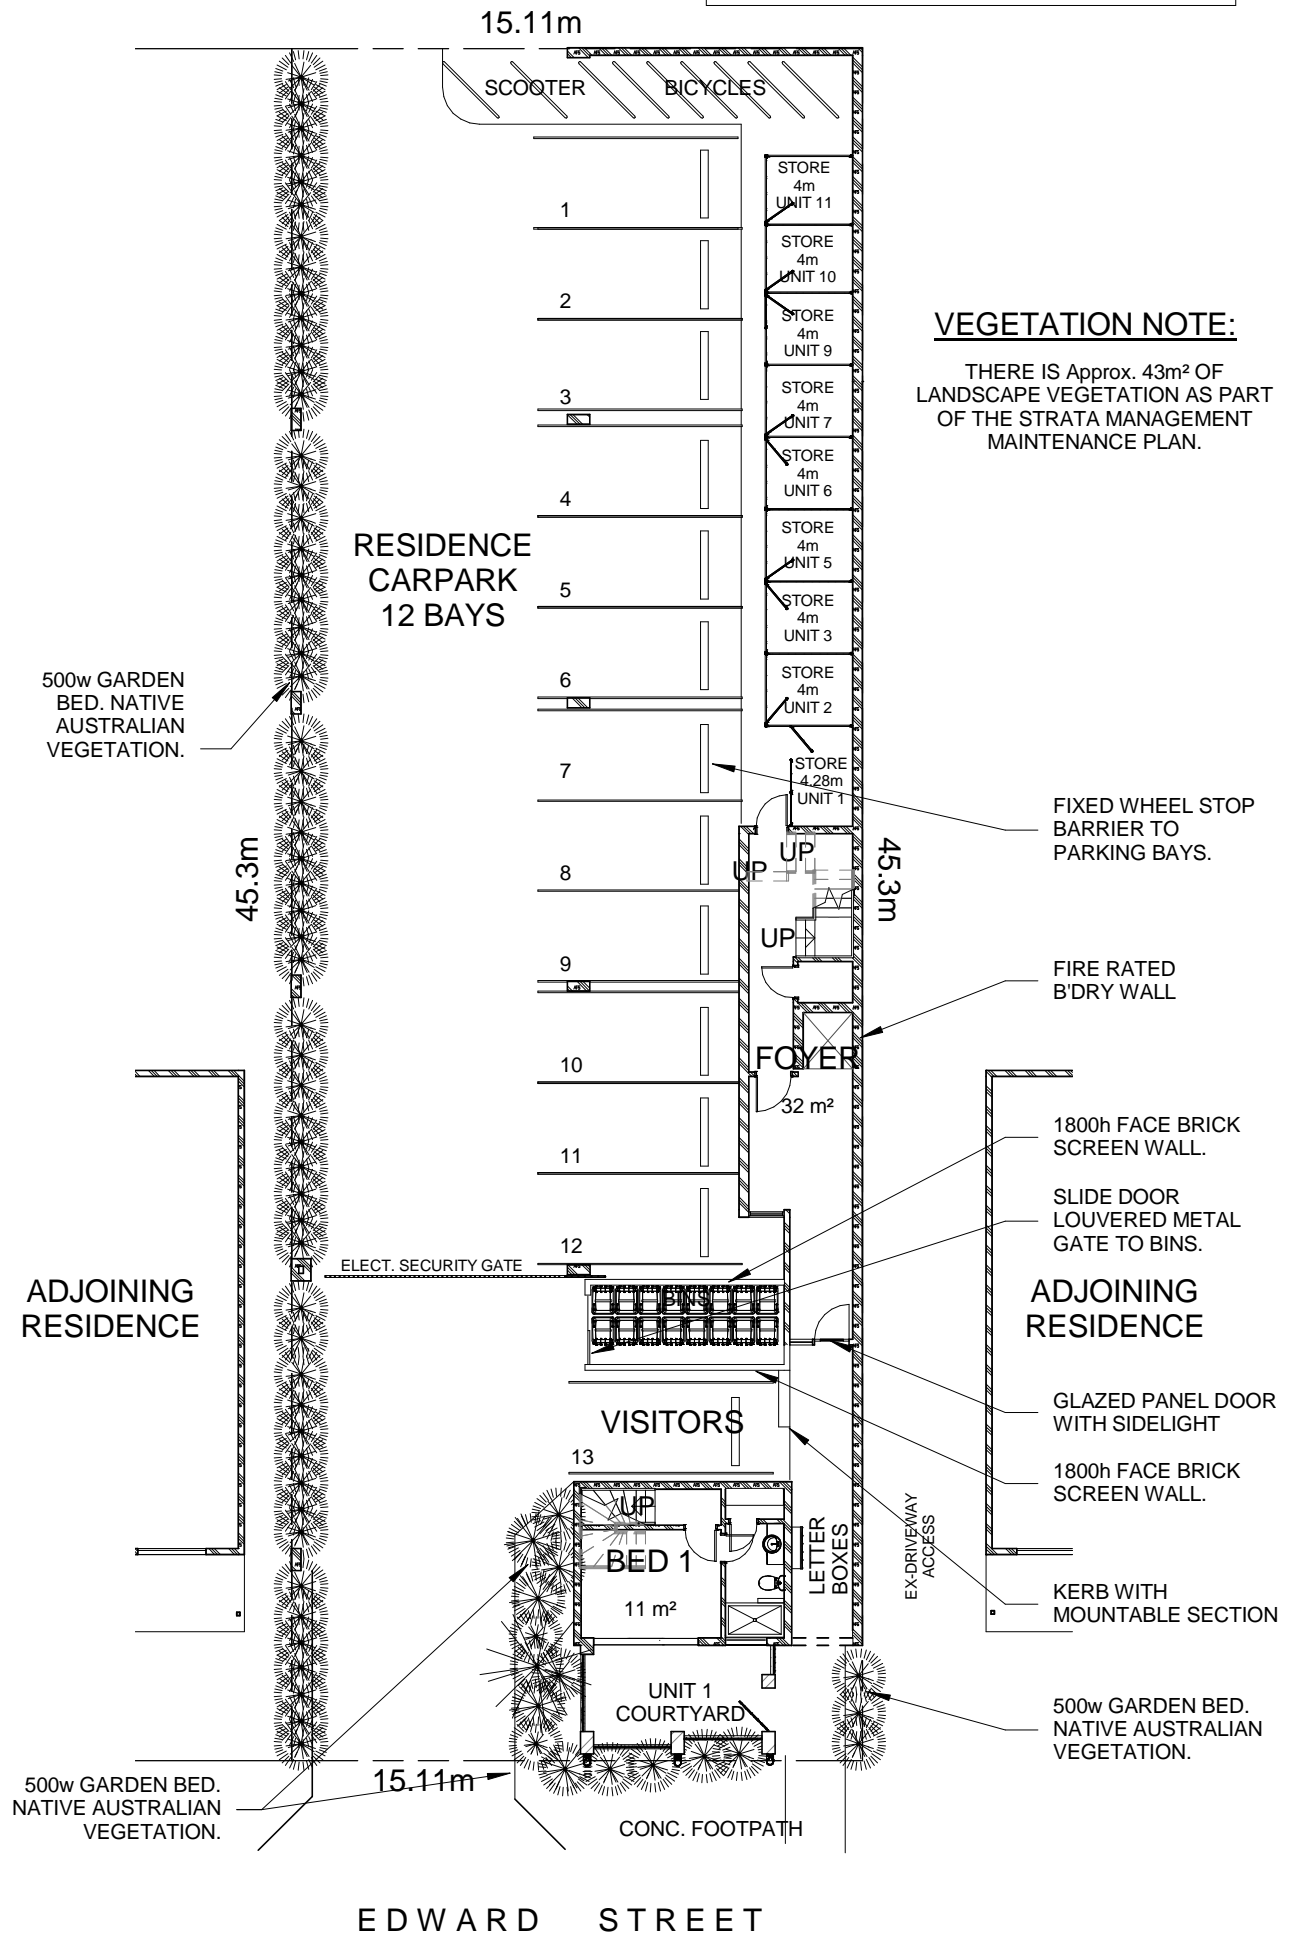 15.11m
SCOOTER
BICYCLES
STORE
4m
UNIT 11
1
STORE
4m
UNIT 10
2
STORE
4m
UNIT 9
VEGETATION NOTE:
THERE IS Approx. 43m² OF
LANDSCAPE VEGETATION AS PART
OF THE STRATA MANAGEMENT
MAINTENANCE PLAN.
3
STORE
4m
UNIT 7
STORE
4m
UNIT 6
4
RESIDENCE
CARPARK
12 BAYS
STORE
4m
UNIT 5
5
STORE
4m
UNIT 3
6
STORE
4m
UNIT 2
500w GARDEN
BED. NATIVE
AUSTRALIAN
VEGETATION.
7
STORE
4.28m
UNIT 1
FIXED WHEEL STOP
BARRIER TO
PARKING BAYS.
45.3m
8
UP
UP
45.3m
UP
9
FIRE RATED
B'DRY WALL
10
FOYER
32 m²
1800h FACE BRICK
SCREEN WALL.
11
SLIDE DOOR
LOUVERED METAL
GATE TO BINS.
12
ELECT. SECURITY GATE
BINS
ADJOINING
RESIDENCE
ADJOINING
RESIDENCE
VISITORS
13
GLAZED PANEL DOOR
WITH SIDELIGHT
1800h FACE BRICK
SCREEN WALL.
UP
BED 1
11 m²
LETTER
BOXES
EX-DRIVEWAY
ACCESS
KERB WITH
MOUNTABLE SECTION
UNIT 1
COURTYARD
500w GARDEN BED.
NATIVE AUSTRALIAN
VEGETATION.
500w GARDEN BED.
NATIVE AUSTRALIAN
VEGETATION.
15.11m
CONC. FOOTPATH
EDWARD STREET